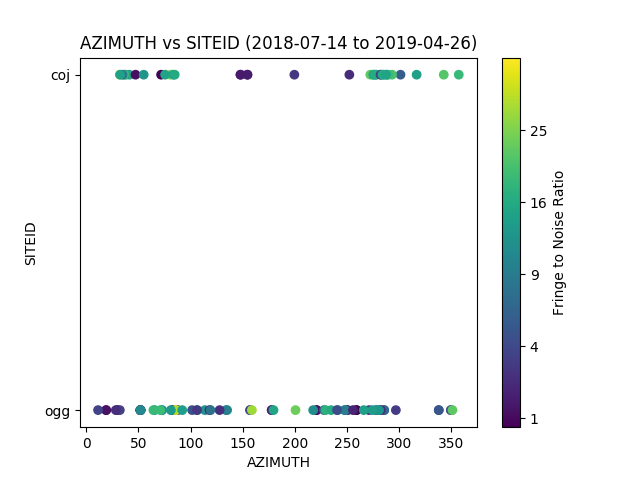 AZIMUTH vs SITEID (2018-07-14 to 2019-04-26)
coj
ogg
SITEID
0 50 100 150 200 250 300 350
AZIMUTH
25
16
9
4
1
Fringe to Noise Ratio